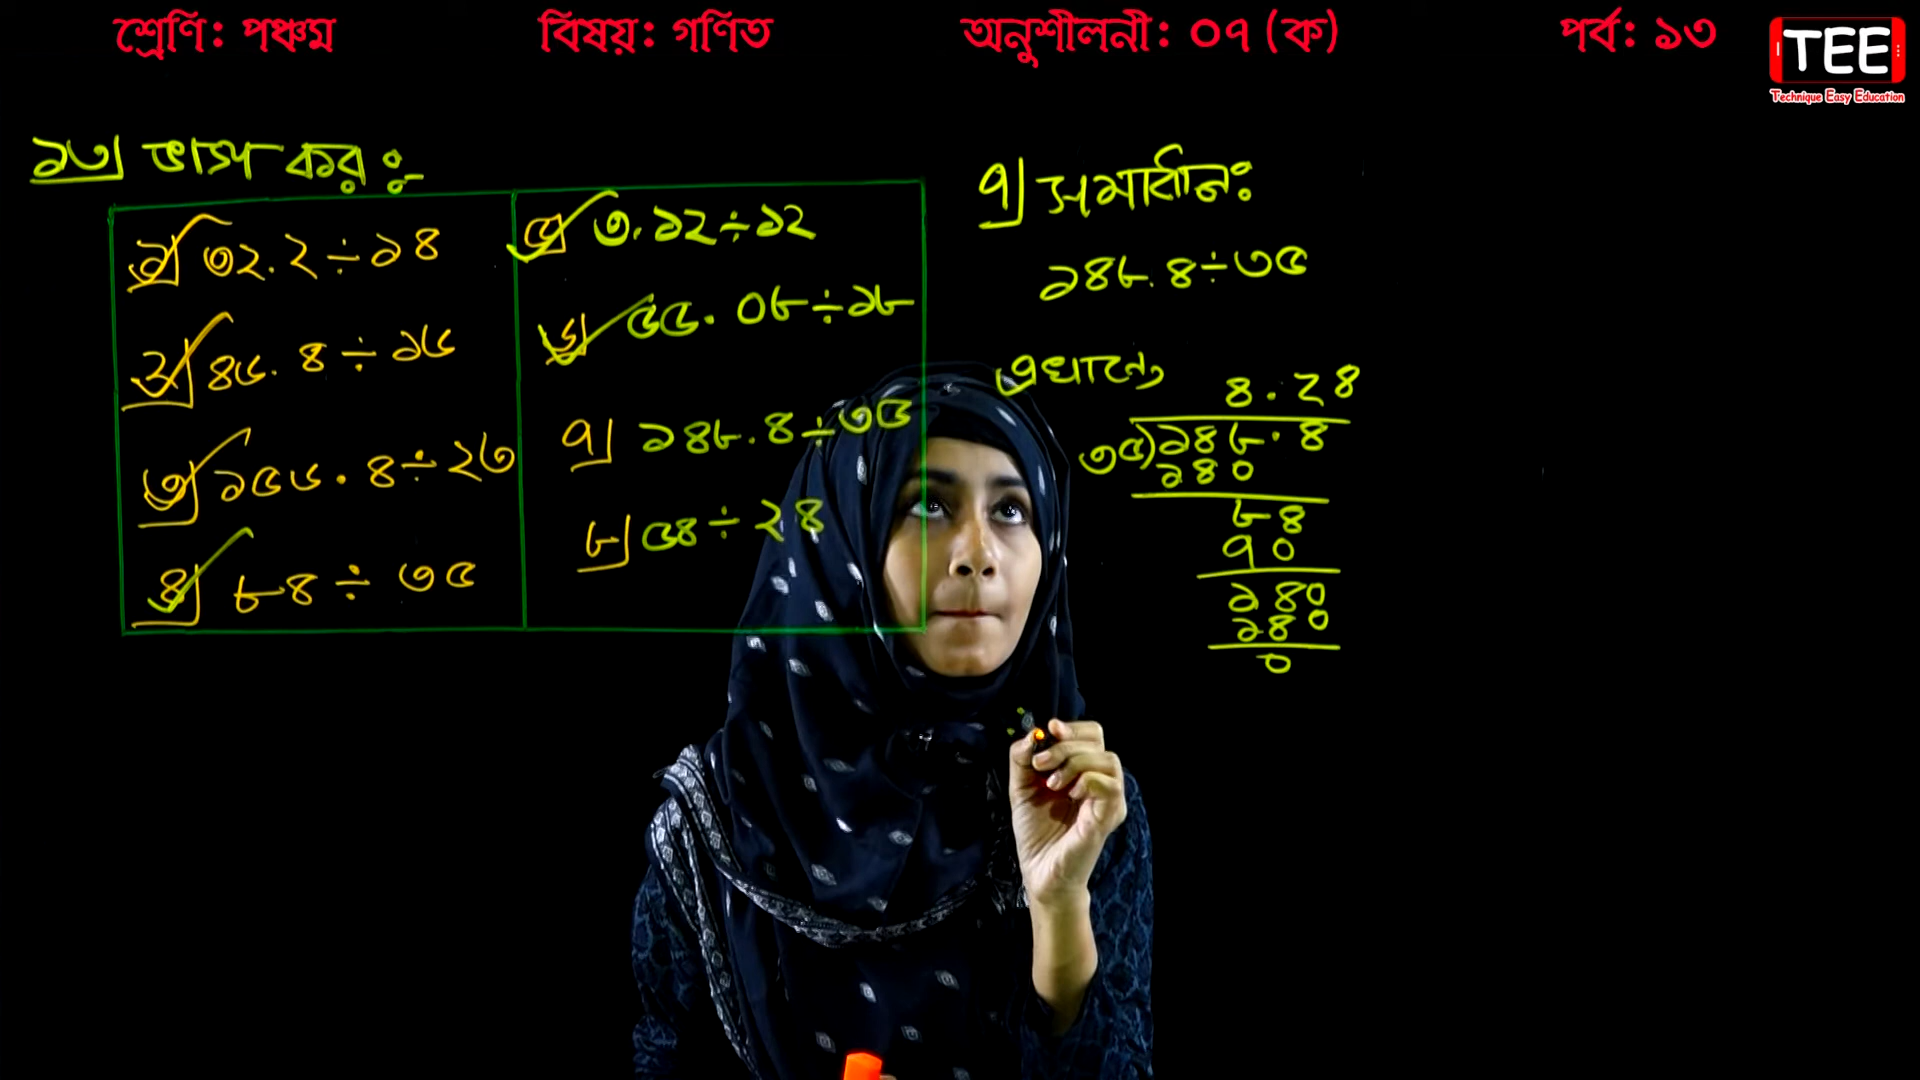 শ্রেণি: পঞ্চম বিষয়: গণিত অনুশীলনী: ০৭ (ক) পর্ব: ১৩
TEE
Technique Easy Education
১৩) ভাগ কর :-
১) ৩২.২÷১৪
২) ৪৬.৪÷১৬
৩) ১৫৬.৪÷২৩
৪) ৮৪÷৩৫
৫) ৩.১২÷১২
৬) ৫৫.০৮÷১৮
৭) ১৪৮.৪÷৩৫
৮) ৫৪÷২৪
৭) সমাধান:
১৪৮.৪÷৩৫
এখানে,
৪.২৪
৩৫)১৪৮.৪
১৪০
৮৪
৭০
১৪০
১৪০
০